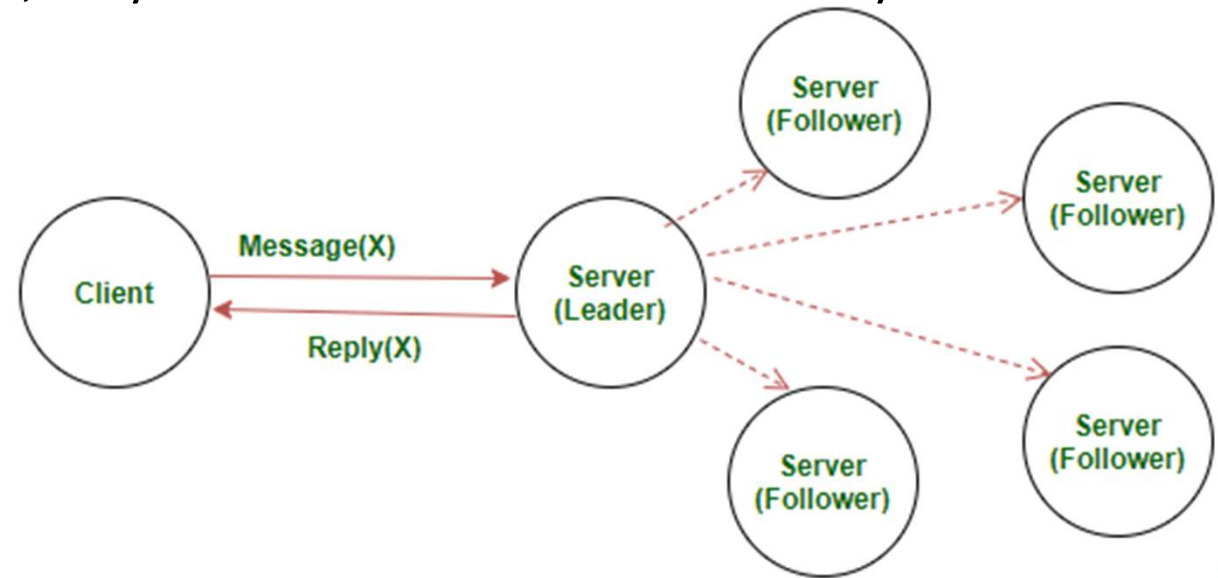 Server
(Follower)
Server
(Follower)
Message(X)
Client
Server
(Leader)
Reply(X)
Server
(Follower)
Server
(Follower)